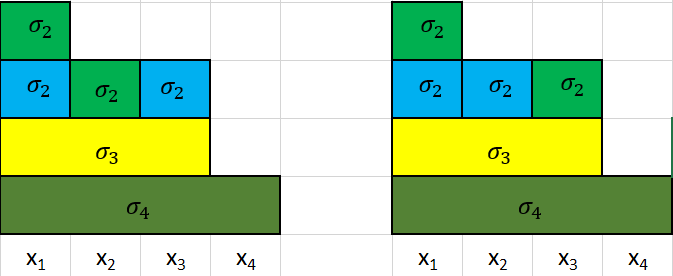 σ₂ σ₂
σ₂ σ₂ σ₂ σ₂ σ₂ σ₂
σ₃ σ₃
σ₄ σ₄
x₁ x₂ x₃ x₄ x₁ x₂ x₃ x₄